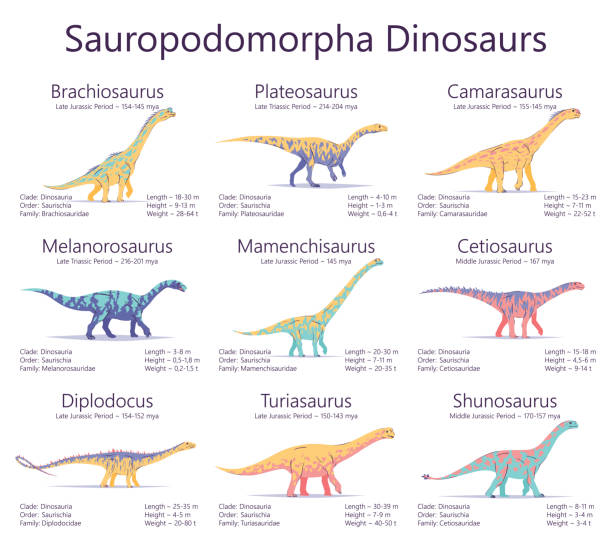 Sauropodomorpha Dinosaurs
Brachiosaurus
Late Jurassic Period ~ 154-145 mya
Clade: Dinosauria
Order: Saurischia
Family: Brachiosauridae
Length ~ 18-30 m
Height ~ 9-13 m
Weight ~ 28-64 t
Plateosaurus
Late Triassic Period ~ 214-204 mya
Clade: Dinosauria
Order: Saurischia
Family: Plateosauridae
Length ~ 4-10 m
Height ~ 1-3 m
Weight ~ 0,6-4 t
Camarasaurus
Late Jurassic Period ~ 155-145 mya
Clade: Dinosauria
Order: Saurischia
Family: Camarasauridae
Length ~ 15-23 m
Height ~ 7-11 m
Weight ~ 22-52 t
Melanorosaurus
Late Triassic Period ~ 216-201 mya
Clade: Dinosauria
Order: Saurischia
Family: Melanorosauridae
Length ~ 3-8 m
Height ~ 0,5-1,8 m
Weight ~ 0,2-1,5 t
Mamenchisaurus
Late Jurassic Period ~ 145 mya
Clade: Dinosauria
Order: Saurischia
Family: Mamenchisauridae
Length ~ 20-30 m
Height ~ 7-11 m
Weight ~ 20-35 t
Cetiosaurus
Middle Jurassic Period ~ 167 mya
Clade: Dinosauria
Order: Saurischia
Family: Cetiosauridae
Length ~ 15-18 m
Height ~ 4,5-6 m
Weight ~ 9-14 t
Diplodocus
Late Jurassic Period ~ 154-152 mya
Clade: Dinosauria
Order: Saurischia
Family: Diplodocidae
Length ~ 25-35 m
Height ~ 4-5 m
Weight ~ 20-80 t
Turiasaurus
Late Jurassic Period ~ 150-143 mya
Clade: Dinosauria
Order: Saurischia
Family: Turiasauridae
Length ~ 30-39 m
Height ~ 7-9 m
Weight ~ 40-50 t
Shunosaurus
Middle Jurassic Period ~ 170-157 mya
Clade: Dinosauria
Order: Saurischia
Family: Cetiosauridae
Length ~ 8-11 m
Height ~ 3-4 m
Weight ~ 3-4 t